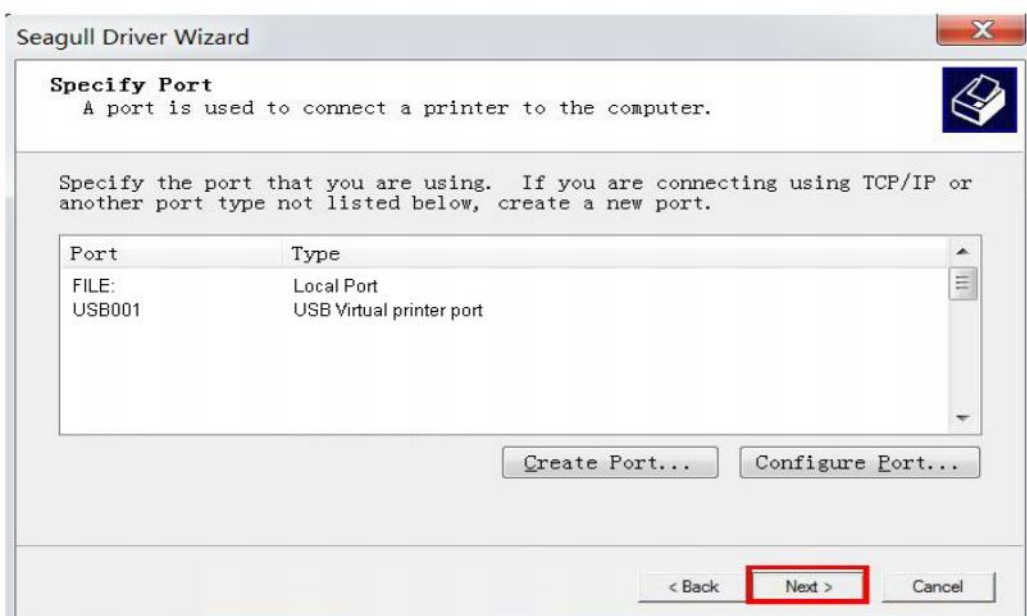 Seagull Driver Wizard
Specify Port
A port is used to connect a printer to the computer.
Specify the port that you are using. If you are connecting using TCP/IP or
another port type not listed below, create a new port.
Port Type
FILE: Local Port
USB001 USB Virtual printer port
Create Port... Configure Port...
< Back Next > Cancel